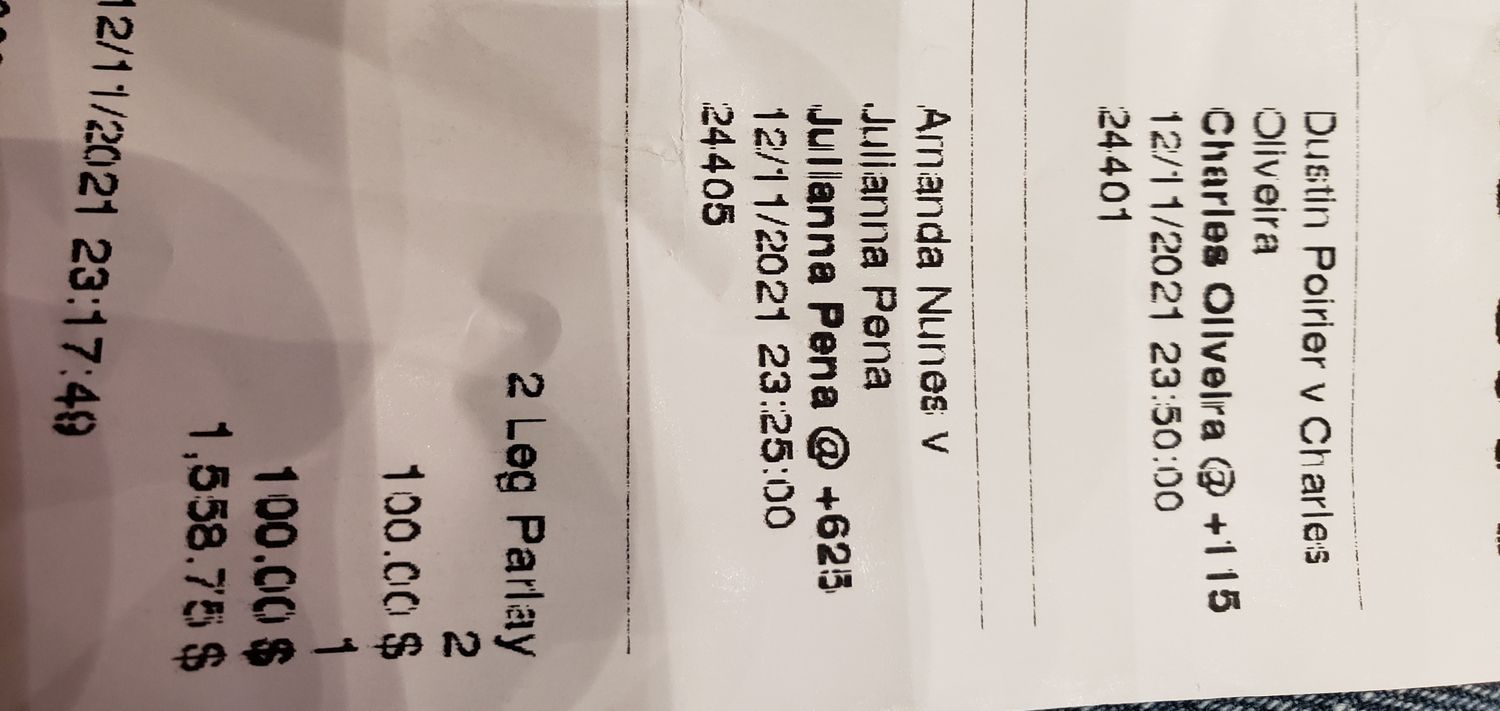 Dustin Poirier v Charles
Oliveira
Charles Oliveira @ +115
12/11/2021 23:50:00
24401
Amanda Nunes v
Julianna Pena
Julianna Pena @ +625
12/11/2021 23:25:00
24405
2 Leg Parlay
2
100.00 $
1
100.00 $
1,558.75 $
12/11/2021 23:17:49